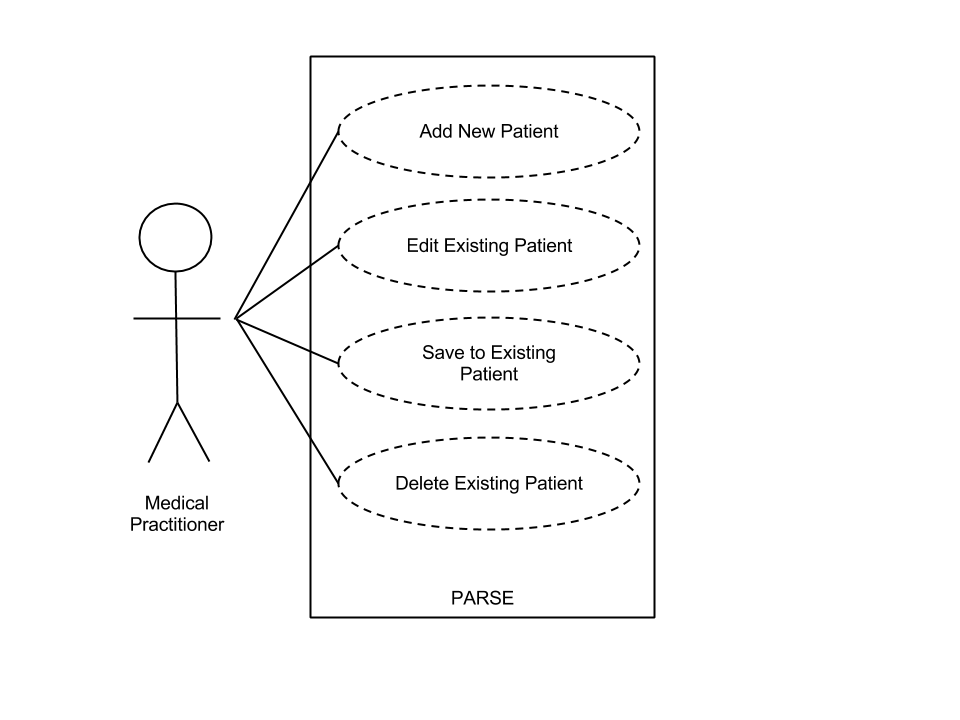 Add New Patient
Edit Existing Patient
Save to Existing
Patient
Delete Existing Patient
Medical
Practitioner
PARSE